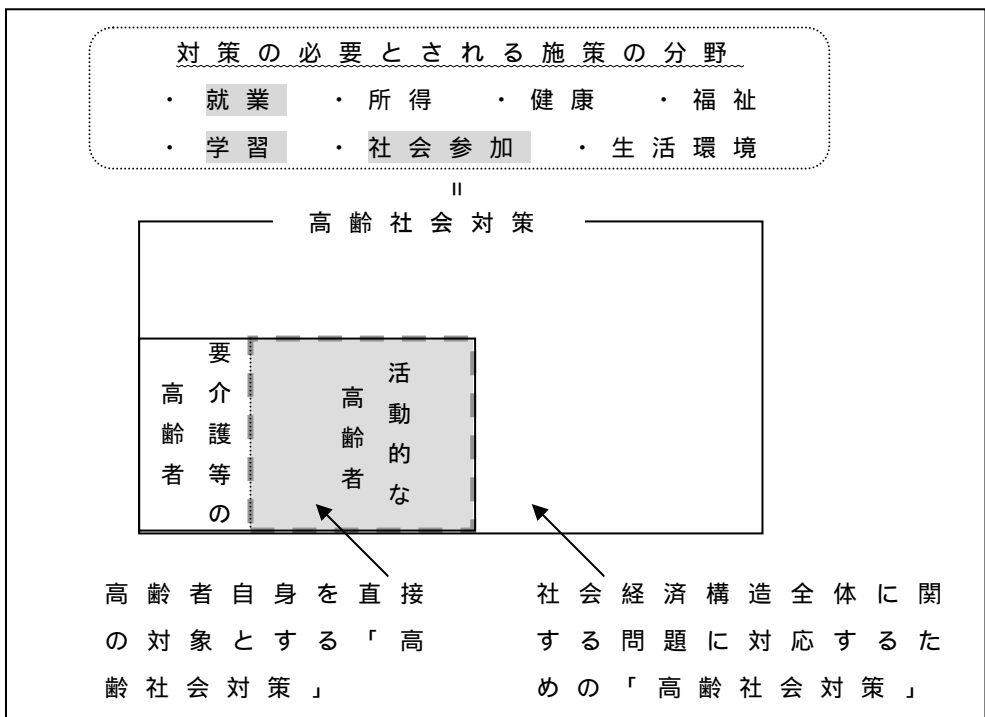 対策の必要とされる施策の分野
・就業 ・所得 ・健康 ・福祉
・学習 ・社会参加 ・生活環境
=
高齢社会対策
要介護等の
高齢者
活動的な
高齢者
高齢者自身を直接
の対象とする「高
齢社会対策」
社会経済構造全体に関
する問題に対応するた
めの「高齢社会対策」